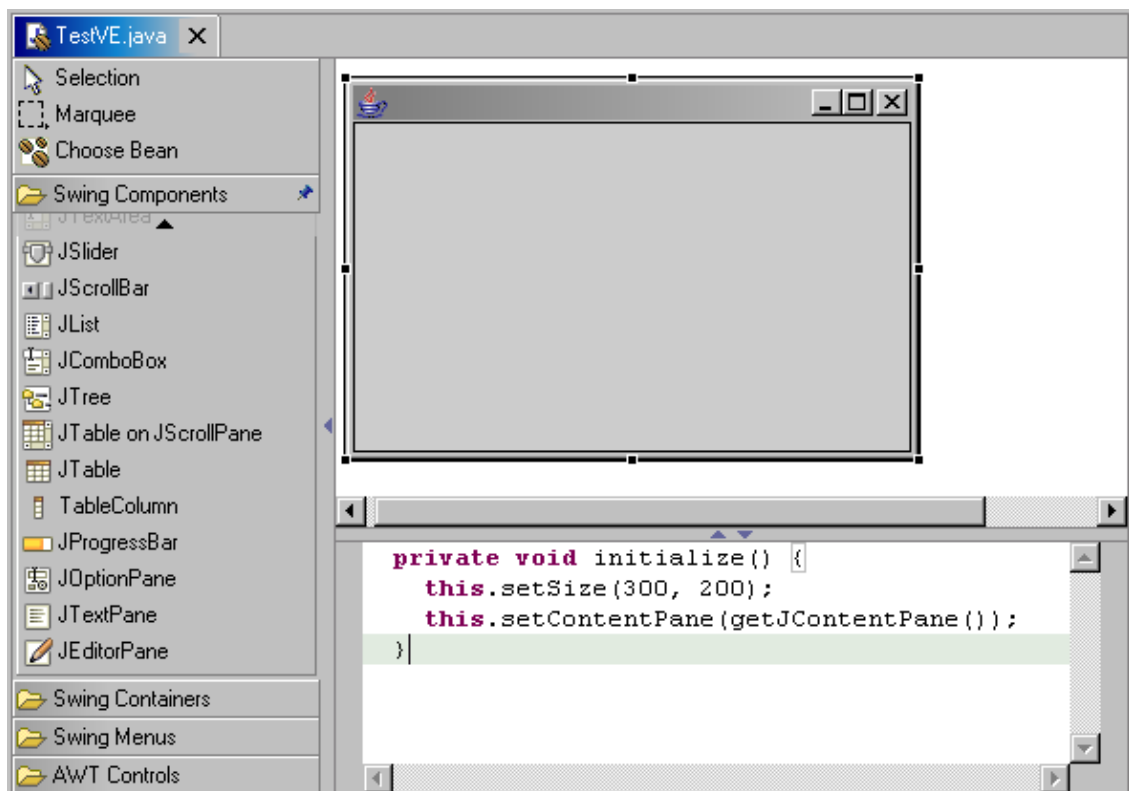 TestVE.java
Selection
Marquee
Choose Bean
Swing Components
JTextArea
JSlider
JScrollBar
JList
JComboBox
JTree
JTable on JScrollPane
JTable
TableColumn
JProgressBar
JOptionPane
JTextPane
JEditorPane
Swing Containers
Swing Menus
AWT Controls
private void initialize() {
this.setSize(300, 200);
this.setContentPane(getJContentPane());
}